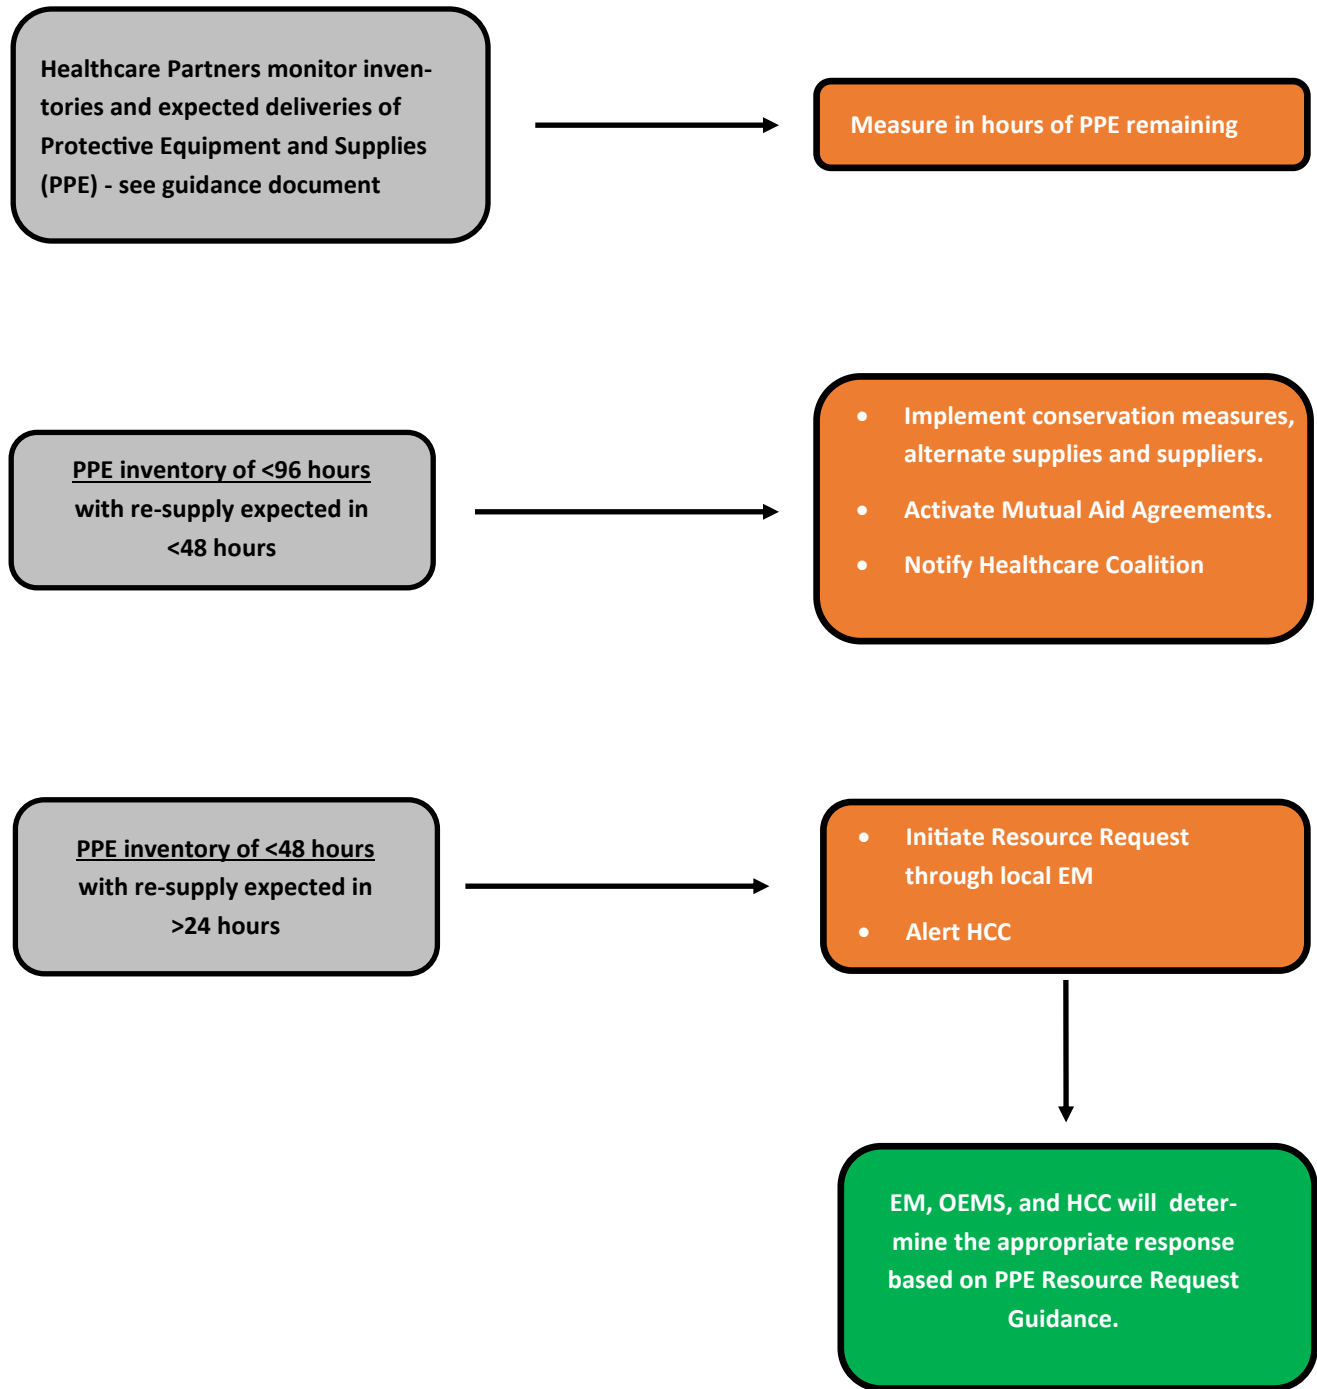 Healthcare Partners monitor inven-
tories and expected deliveries of
Protective Equipment and Supplies
(PPE) - see guidance document
Measure in hours of PPE remaining
PPE inventory of <96 hours
with re-supply expected in
<48 hours
• Implement conservation measures,
alternate supplies and suppliers.
• Activate Mutual Aid Agreements.
• Notify Healthcare Coalition
PPE inventory of <48 hours
with re-supply expected in
>24 hours
• Initiate Resource Request
through local EM
• Alert HCC
EM, OEMS, and HCC will  deter-
mine the appropriate response
based on PPE Resource Request
Guidance.